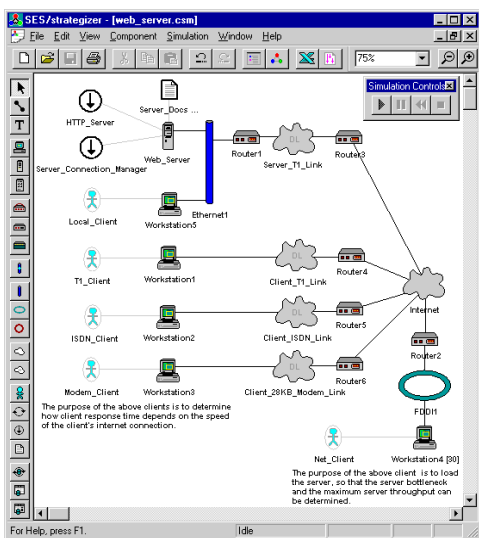 SES/strategizer - [web_server.csm]
File Edit View Component Simulation Window Help
75%
Simulation Controls
HTTP_Server
Server_Docs ...
Server_Connection_Manager
Web_Server
Router1
DL
Server_T1_Link
Router3
Ethernet1
Local_Client
Workstation5
T1_Client
Workstation1
DL
Client_T1_Link
Router4
Internet
ISDN_Client
Workstation2
DL
Client_ISDN_Link
Router5
Router2
Modem_Client
Workstation3
DL
Client_28KB_Modem_Link
Router6
FDDI1
The purpose of the above clients is to determine
how client response time depends on the speed
of the client's internet connection.
Net_Client
Workstation4 [30]
The purpose of the above client is to load
the server, so that the server bottleneck
and the maximum server throughput can
be determined.
T
For Help, press F1.
Idle